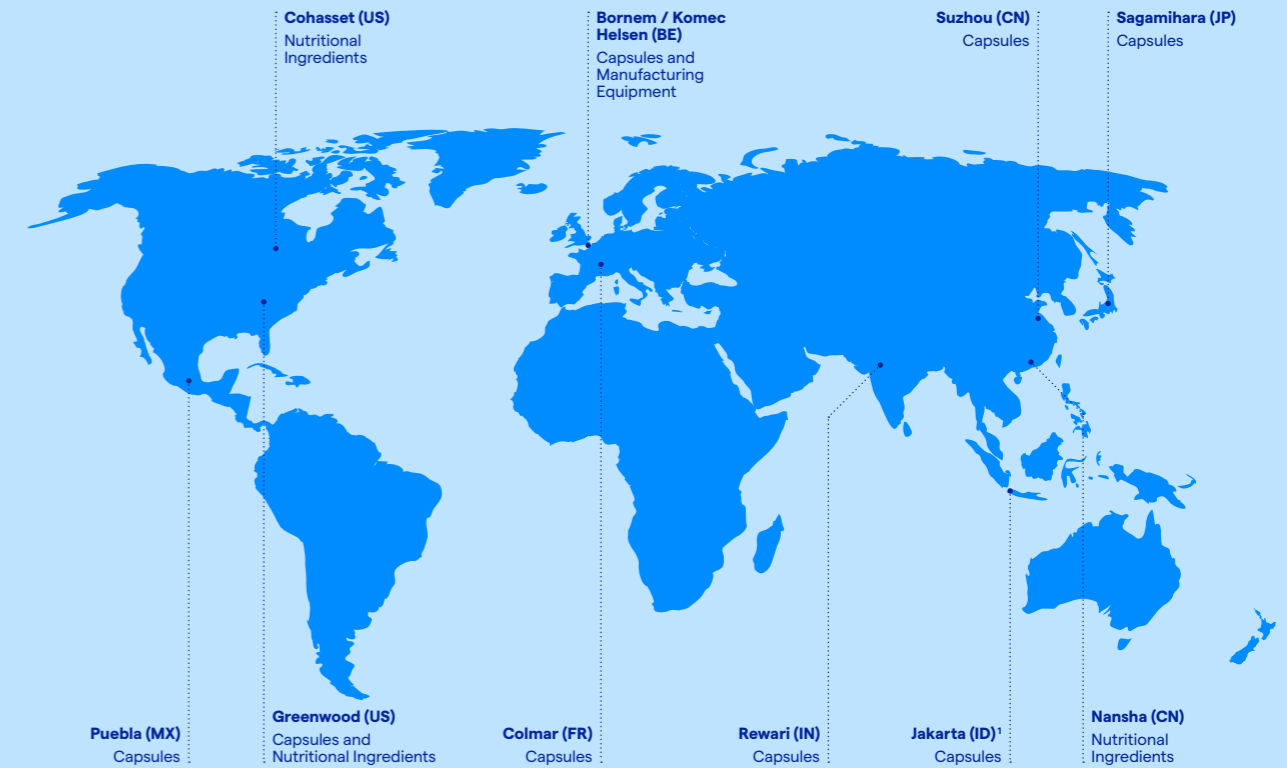 Cohasset (US)
Nutritional
Ingredients
Bornem / Komec
Helsen (BE)
Capsules and
Manufacturing
Equipment
Suzhou (CN)
Capsules
Sagamihara (JP)
Capsules
Puebla (MX)
Capsules
Greenwood (US)
Capsules and
Nutritional Ingredients
Colmar (FR)
Capsules
Rewari (IN)
Capsules
Jakarta (ID)¹
Capsules
Nansha (CN)
Nutritional
Ingredients